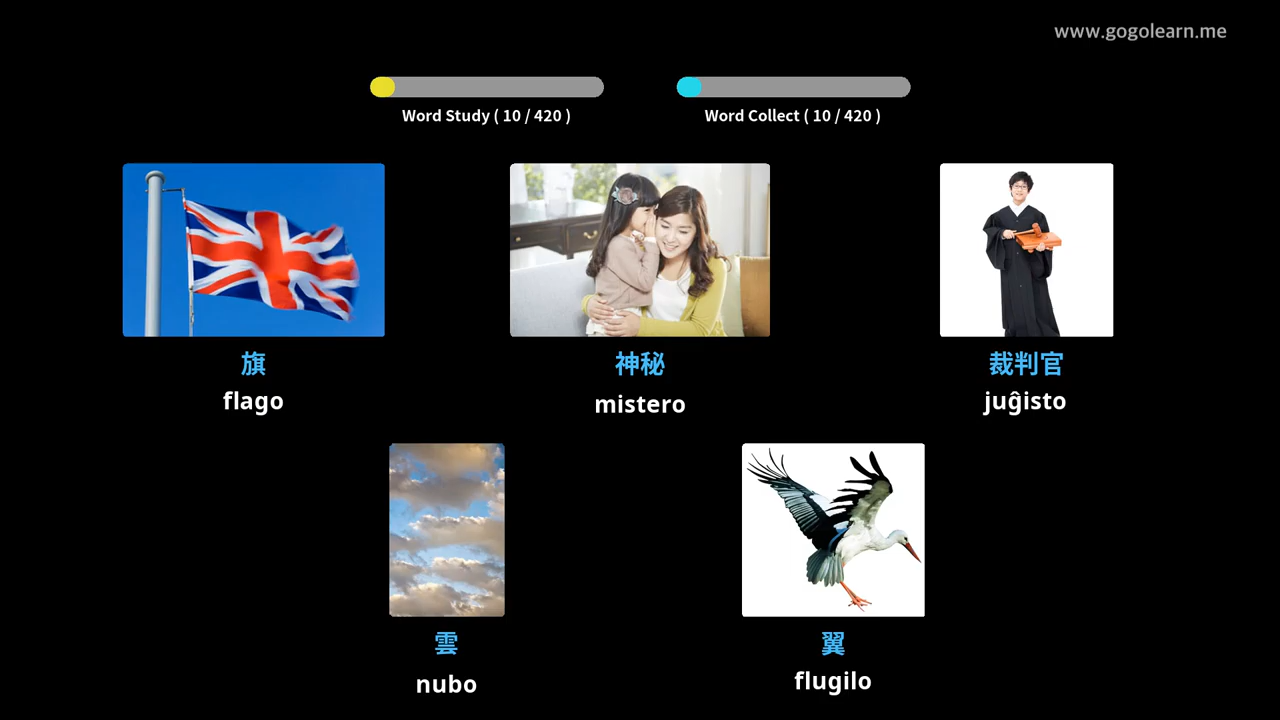 www.gogolearn.me
Word Study ( 10 / 420 )
Word Collect ( 10 / 420 )
旗
flago
神秘
mistero
裁判官
juĝisto
雲
nubo
翼
flugilo